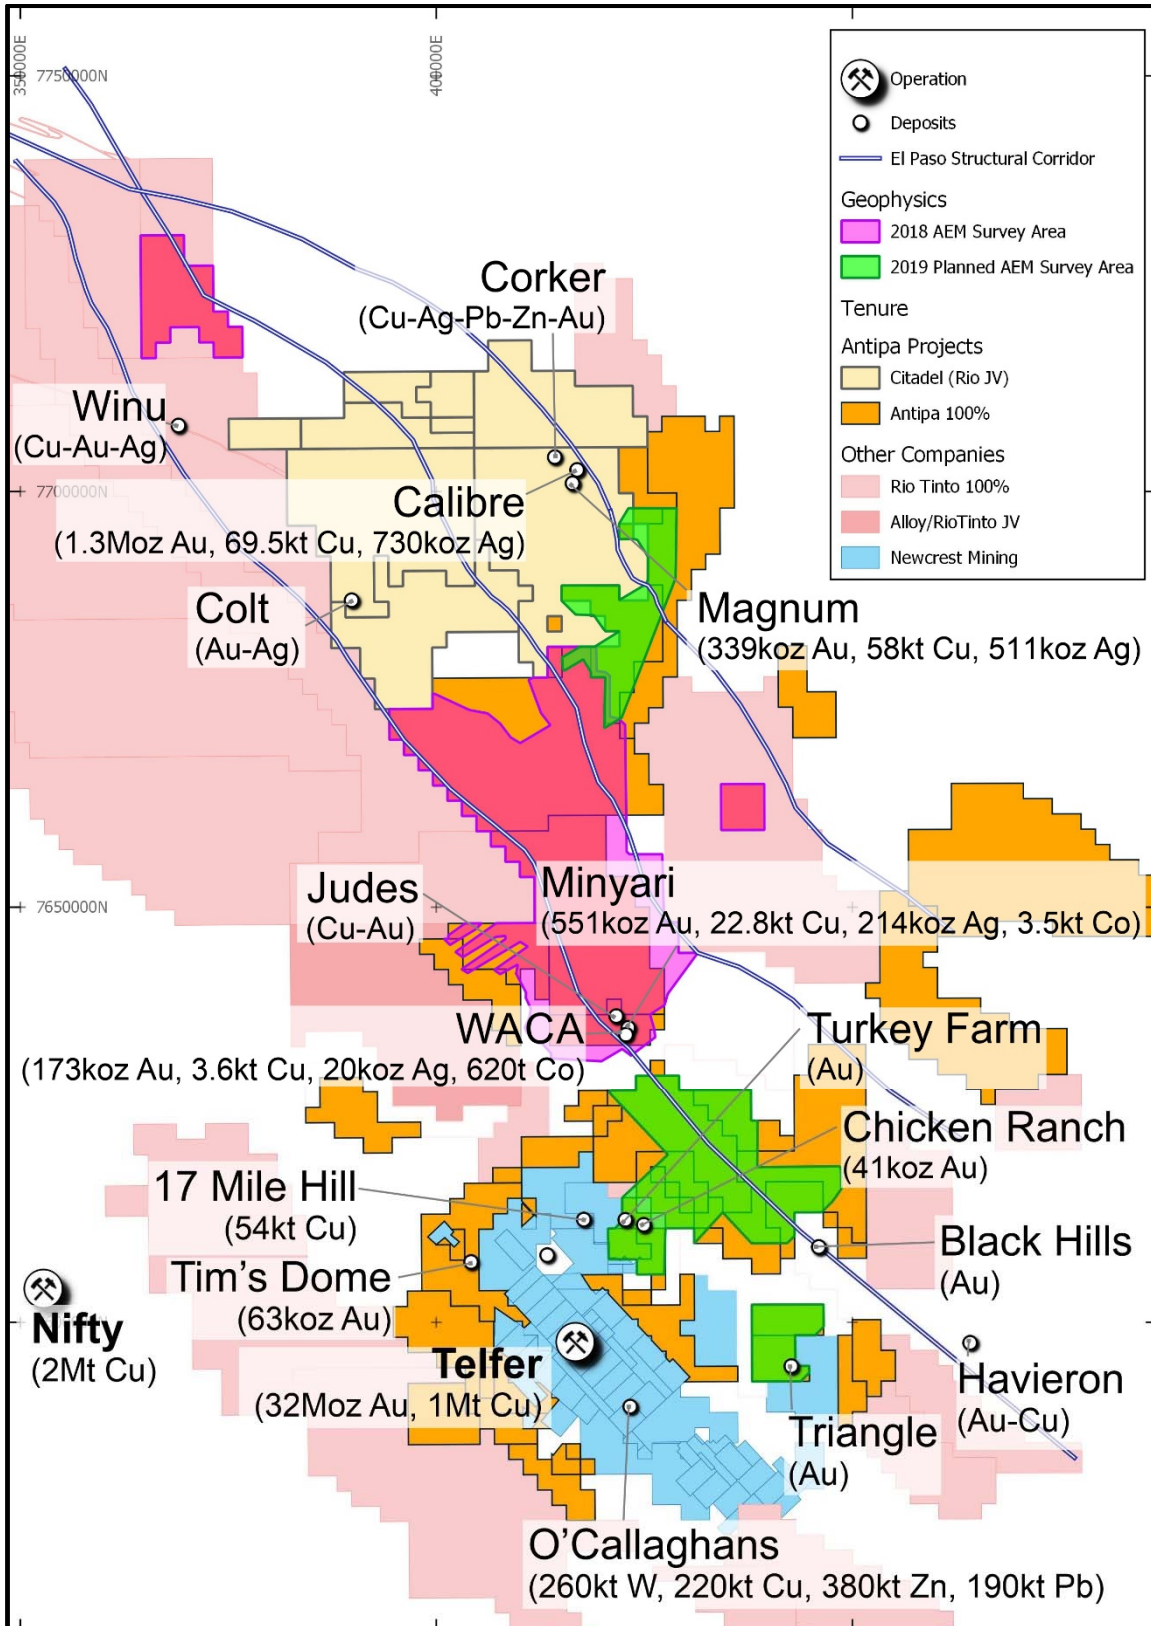 350000E
7750000N
400000E
Operation
Deposits
El Paso Structural Corridor
Geophysics
2018 AEM Survey Area
2019 Planned AEM Survey Area
Tenure
Antipa Projects
Citadel (Rio JV)
Antipa 100%
Other Companies
Rio Tinto 100%
Alloy/RioTinto JV
Newcrest Mining
Corker
(Cu-Ag-Pb-Zn-Au)
Winu
(Cu-Au-Ag)
7700000N
Calibre
(1.3Moz Au, 69.5kt Cu, 730koz Ag)
Colt
(Au-Ag)
Magnum
(339koz Au, 58kt Cu, 511koz Ag)
7650000N
Judes
(Cu-Au)
Minyari
(551koz Au, 22.8kt Cu, 214koz Ag, 3.5kt Co)
WACA
(173koz Au, 3.6kt Cu, 20koz Ag, 620t Co)
Turkey Farm
(Au)
Chicken Ranch
(41koz Au)
17 Mile Hill
(54kt Cu)
Black Hills
(Au)
Tim's Dome
(63koz Au)
Nifty
(2Mt Cu)
Telfer
(32Moz Au, 1Mt Cu)
Havieron
(Au-Cu)
Triangle
(Au)
O'Callaghans
(260kt W, 220kt Cu, 380kt Zn, 190kt Pb)